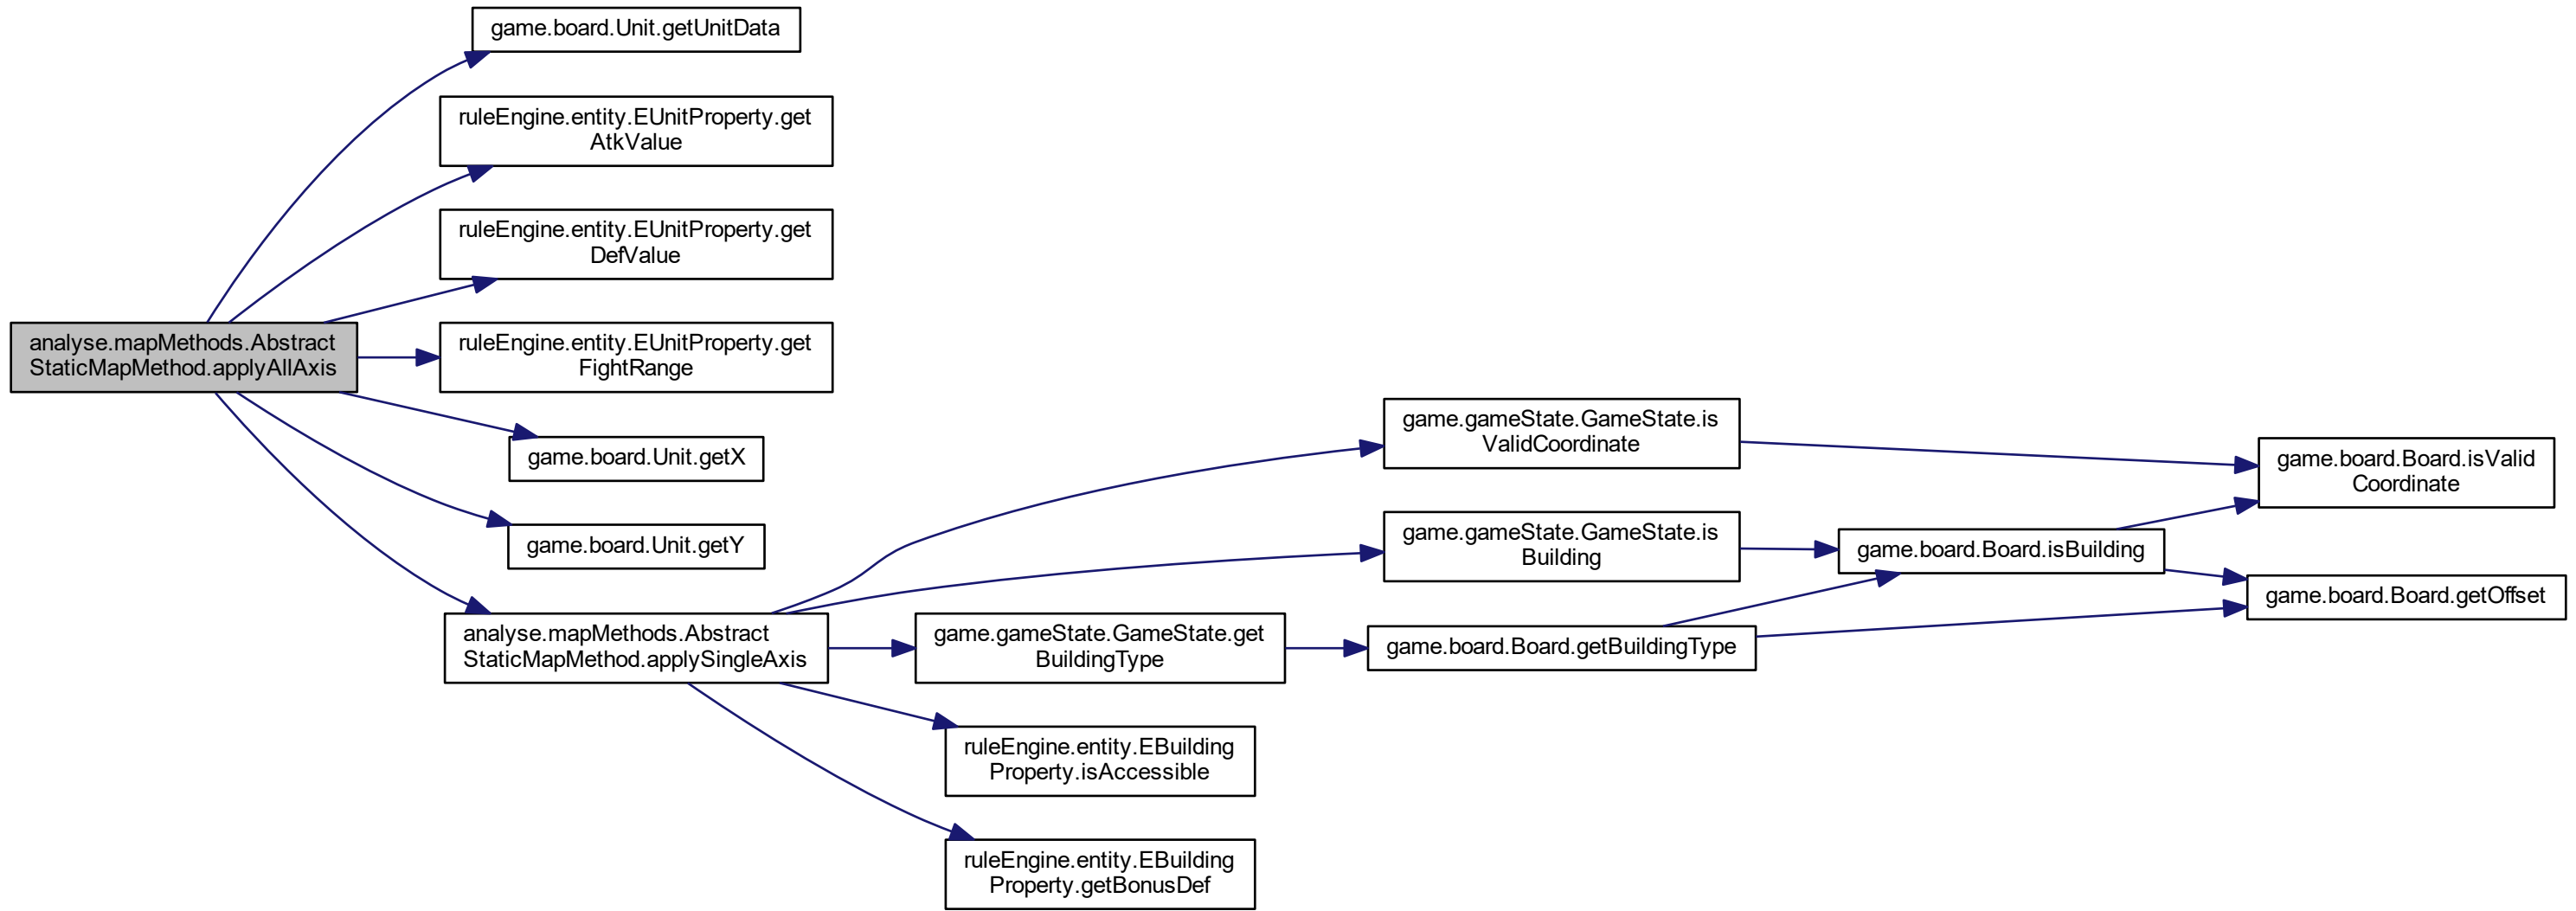 game.board.Unit.getUnitData
ruleEngine.entity.EUnitProperty.get
AtkValue
ruleEngine.entity.EUnitProperty.get
DefValue
analyse.mapMethods.Abstract
StaticMapMethod.applyAllAxis
ruleEngine.entity.EUnitProperty.get
FightRange
game.board.Unit.getX
game.board.Unit.getY
analyse.mapMethods.Abstract
StaticMapMethod.applySingleAxis
game.gameState.GameState.is
ValidCoordinate
game.gameState.GameState.is
Building
game.gameState.GameState.get
BuildingType
ruleEngine.entity.EBuilding
Property.isAccessible
ruleEngine.entity.EBuilding
Property.getBonusDef
game.board.Board.getBuildingType
game.board.Board.isBuilding
game.board.Board.isValid
Coordinate
game.board.Board.getOffset